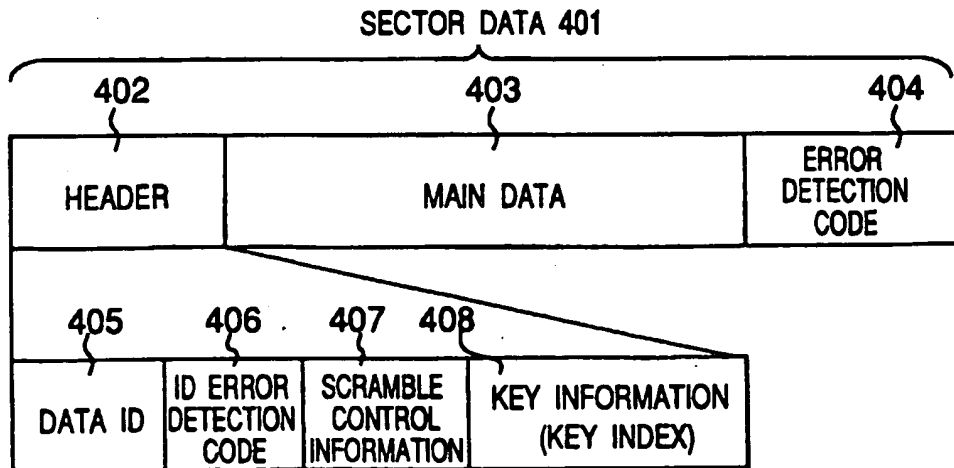 SECTOR DATA 401
402
403
404
HEADER
MAIN DATA
ERROR
DETECTION
CODE
405
406
407
408
DATA ID
ID ERROR
DETECTION
CODE
SCRAMBLE
CONTROL
INFORMATION
KEY INFORMATION
(KEY INDEX)